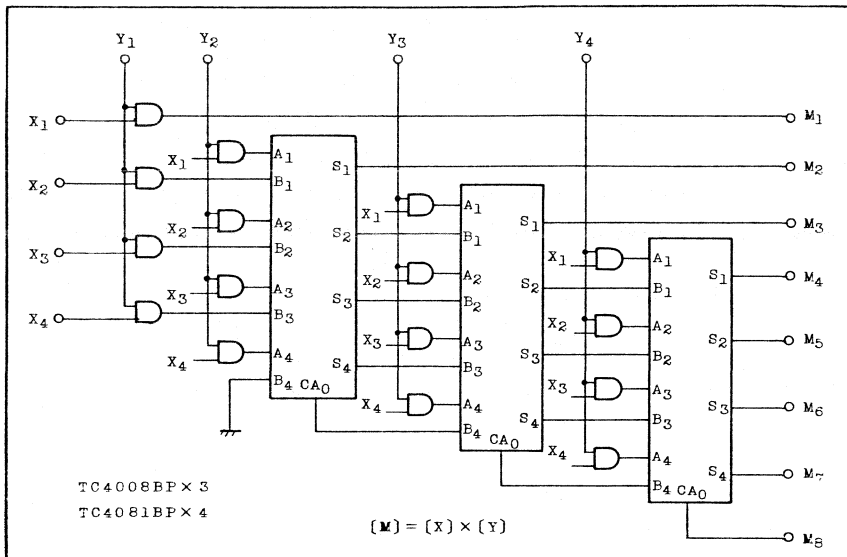 Y1 Y2 Y3 Y4
X1 M1
X1 A1 S1 M2
X2 B1
X1 A1 S1 M3
X2 A2 S2 B1
X3 B2
X1 A1 S1 M4
X2 A2 S2 B1
X3 A3 S3 B2
X4 B3
X2 A2 S2 M5
X3 A3 S3 B2
X4 A4 S4 B3
B4 CA0
X3 A3 S3 M6
X4 A4 S4 B3
B4 CA0
X4 A4 S4 M7
B4 CA0
TC4008BP×3
TC4081BP×4
[M]=[X]×[Y]
M8